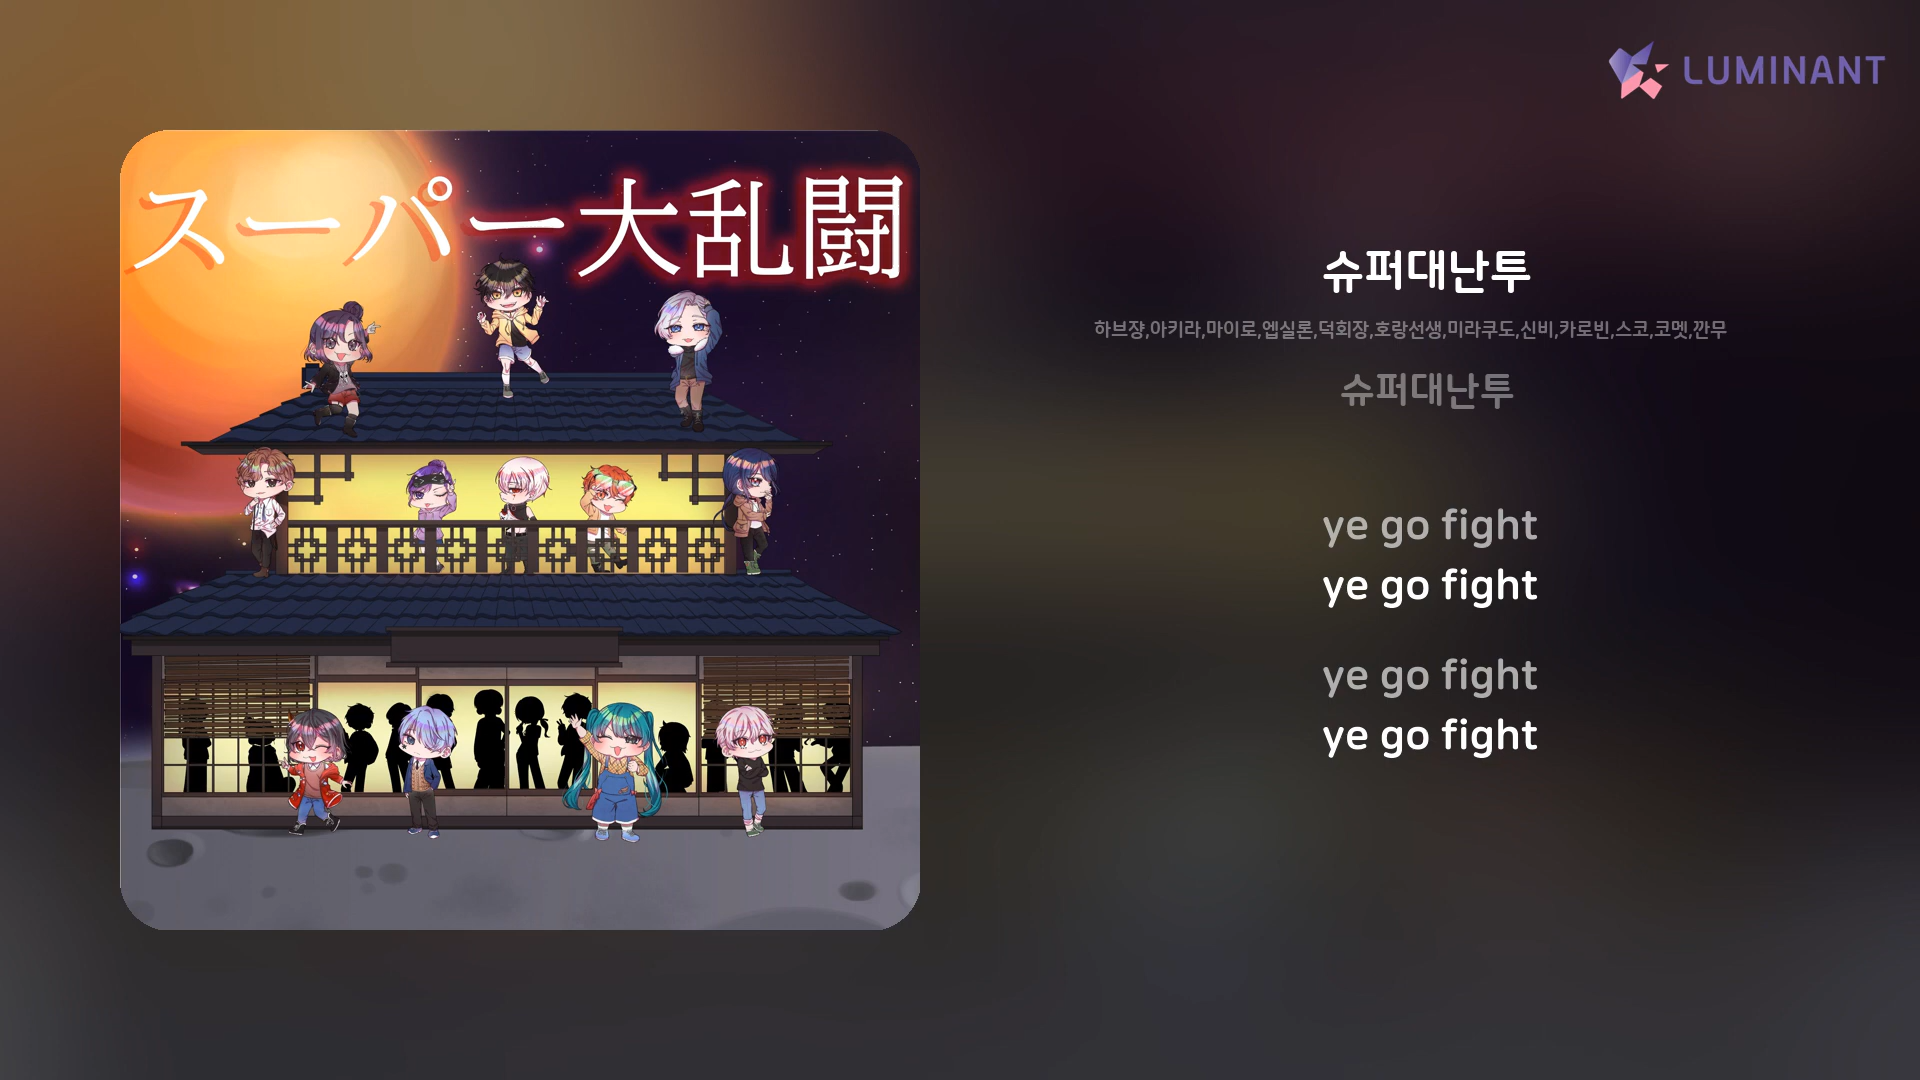 LUMINANT
スーパー大乱闘
슈퍼대난투
하브쟝,아키라,마이로,엡실론,덕회장,호랑선생,미라쿠도,신비,카로빈,스코,코멧,깐무
슈퍼대난투
ye go fight
ye go fight
ye go fight
ye go fight